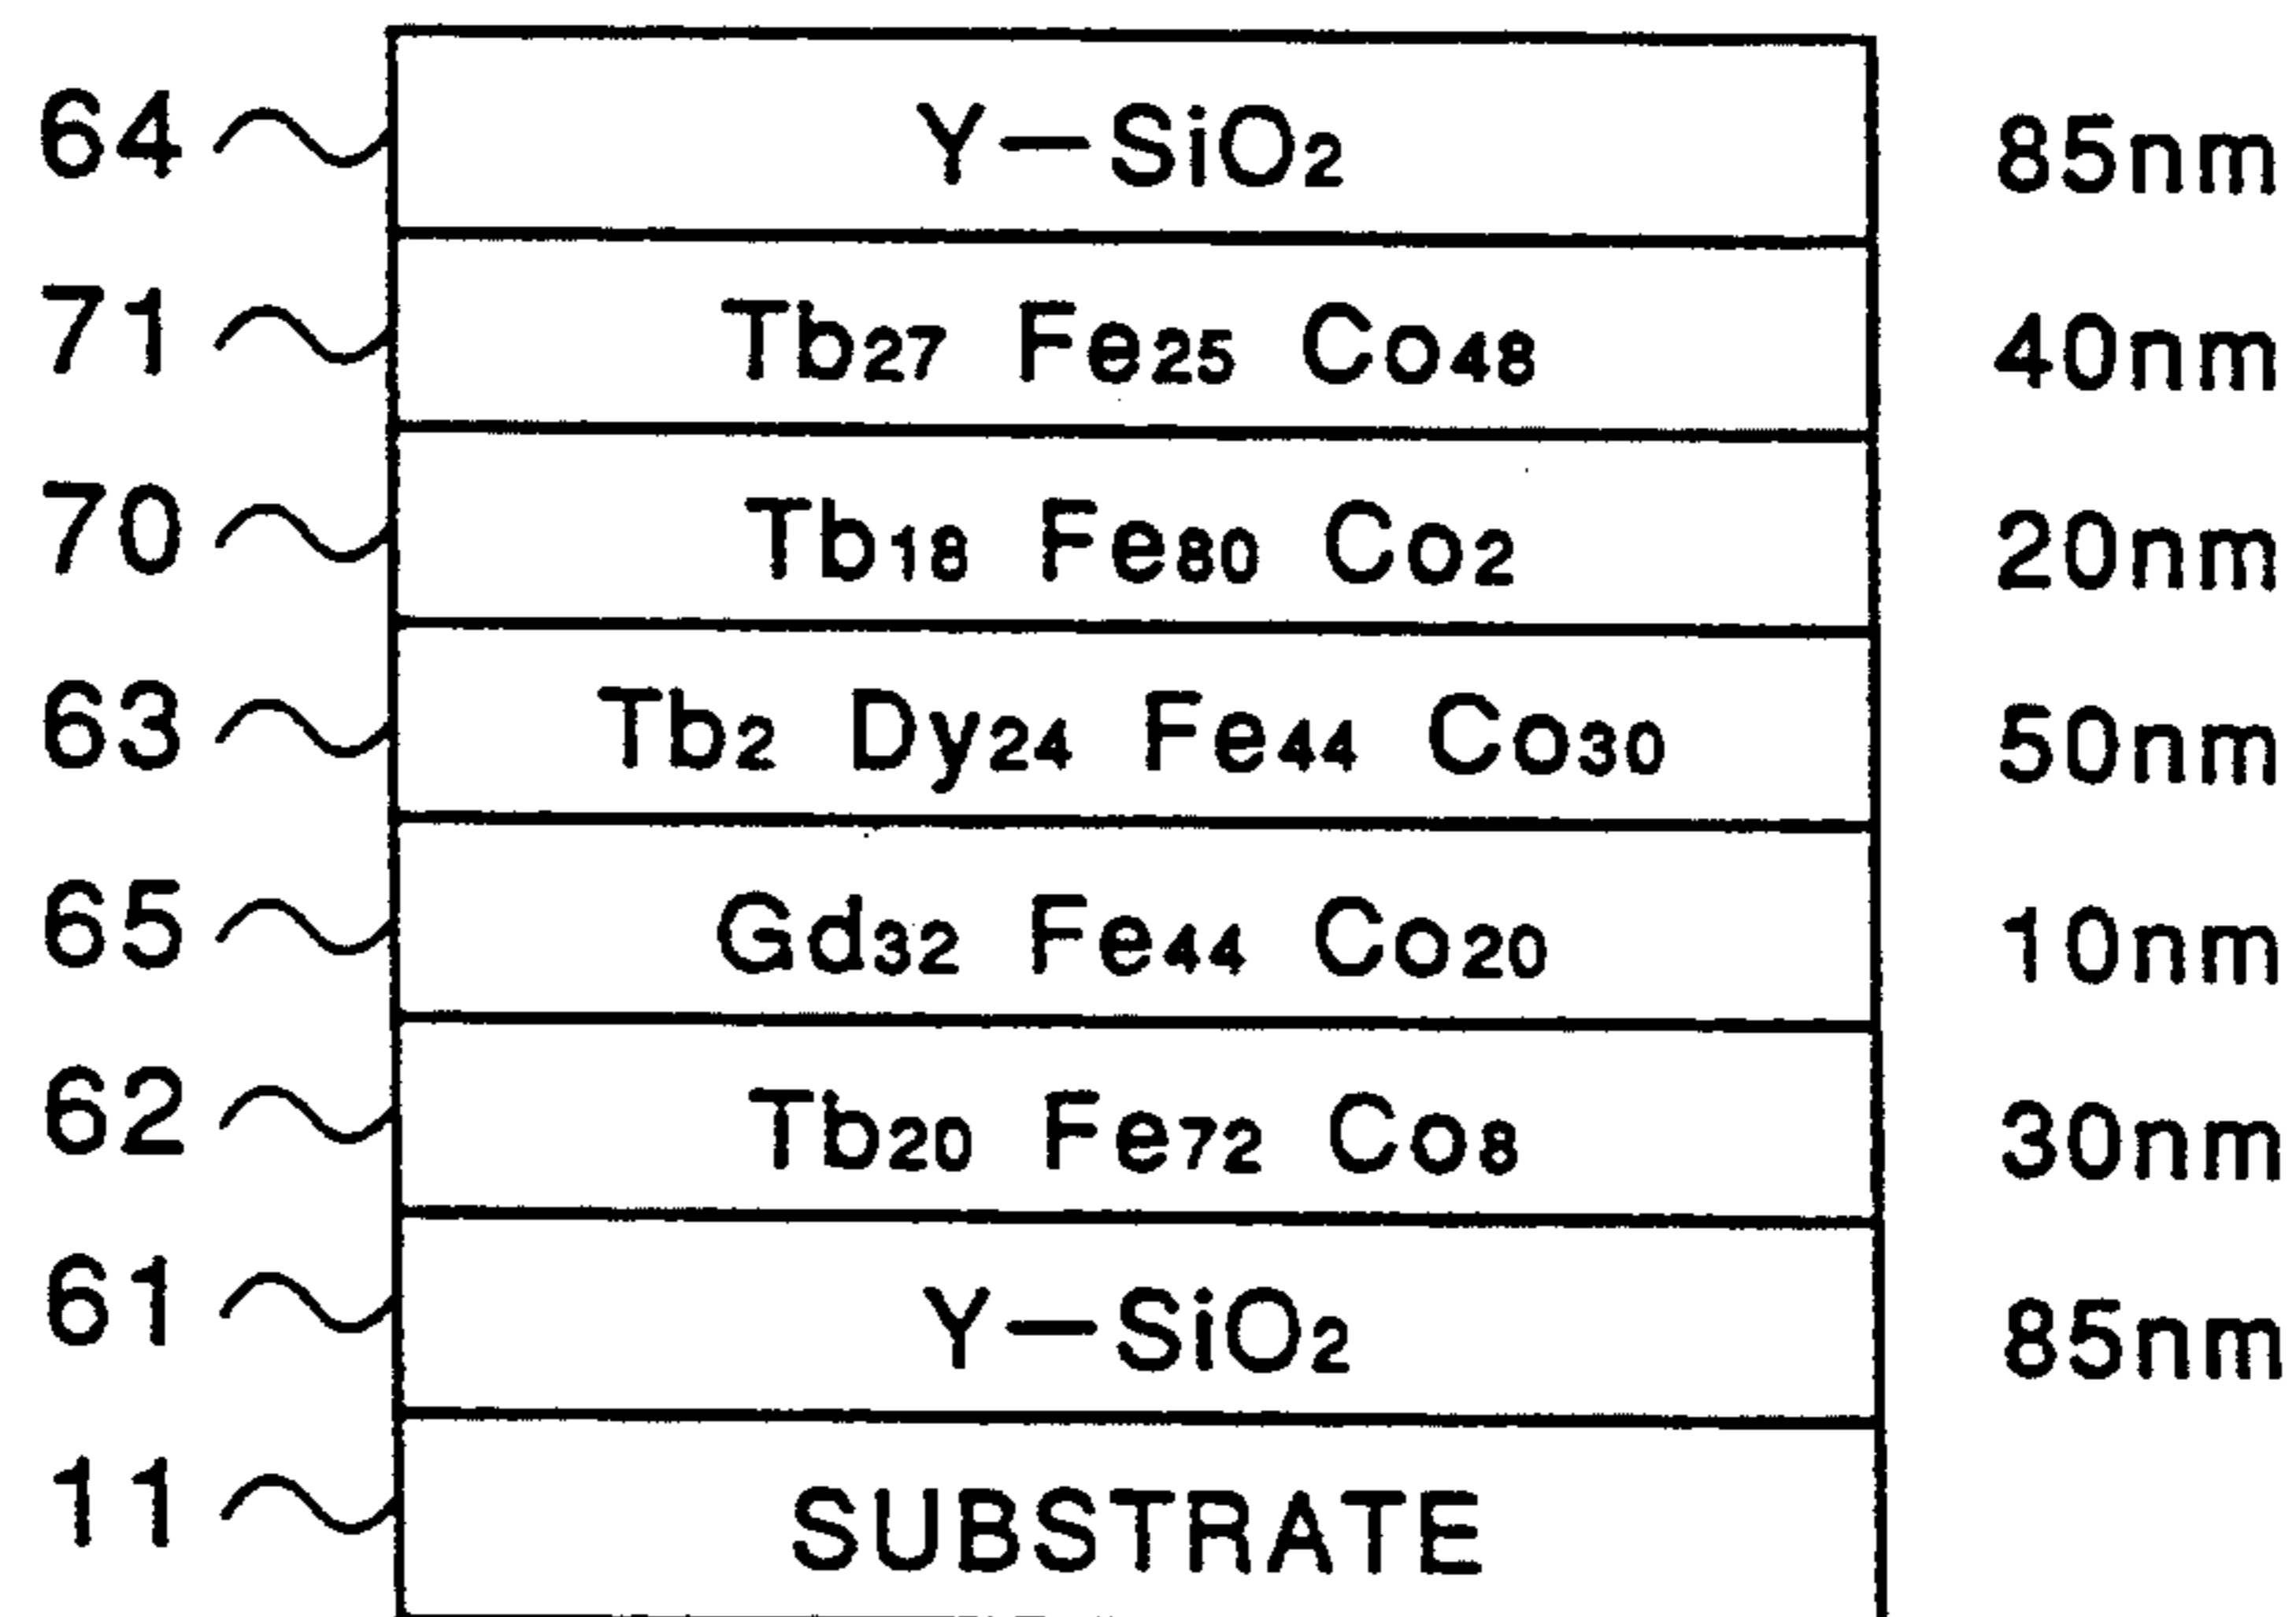 64 Y—SiO₂ 85nm
71 Tb₂₇ Fe₂₅ Co₄₈ 40nm
70 Tb₁₈ Fe₈₀ Co₂ 20nm
63 Tb₂ Dy₂₄ Fe₄₄ Co₃₀ 50nm
65 Gd₃₂ Fe₄₄ Co₂₀ 10nm
62 Tb₂₀ Fe₇₂ Co₈ 30nm
61 Y—SiO₂ 85nm
11 SUBSTRATE